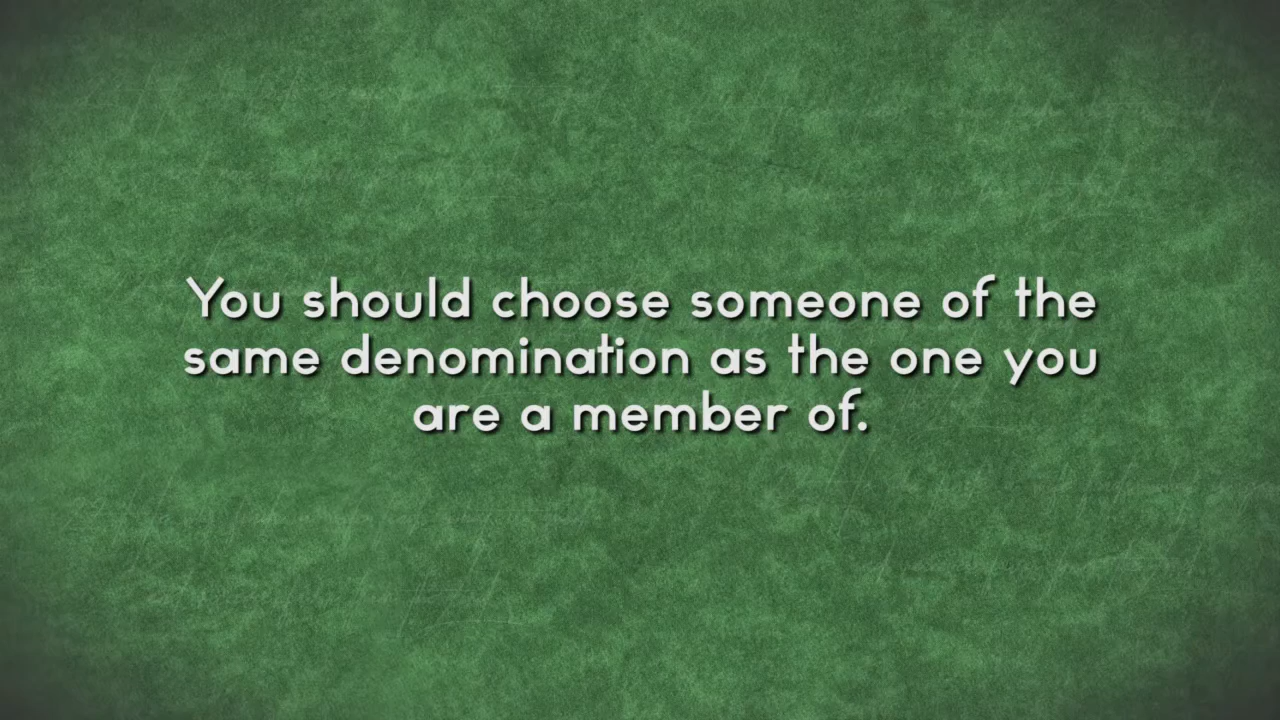 You should choose someone of the
same denomination as the one you
are a member of.